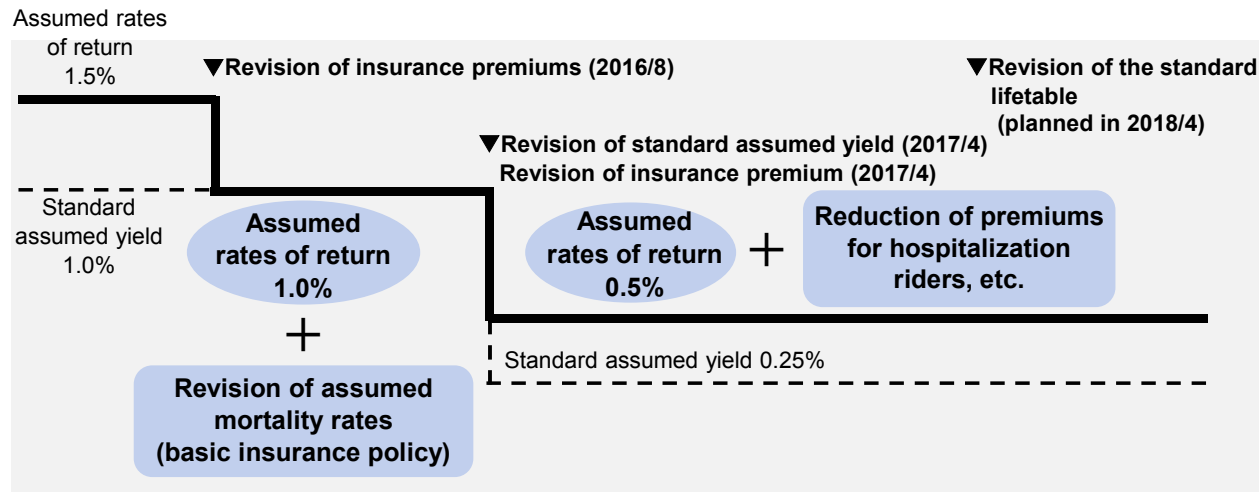 Assumed rates
of return
1.5%
▼Revision of insurance premiums (2016/8)
▼Revision of the standard
lifetable
(planned in 2018/4)
▼Revision of standard assumed yield (2017/4)
Revision of insurance premium (2017/4)
Standard
assumed yield
1.0%
Assumed
rates of return
1.0%
+
Revision of assumed
mortality rates
(basic insurance policy)
Assumed
rates of return
0.5%
+
Reduction of premiums
for hospitalization
riders, etc.
Standard assumed yield 0.25%